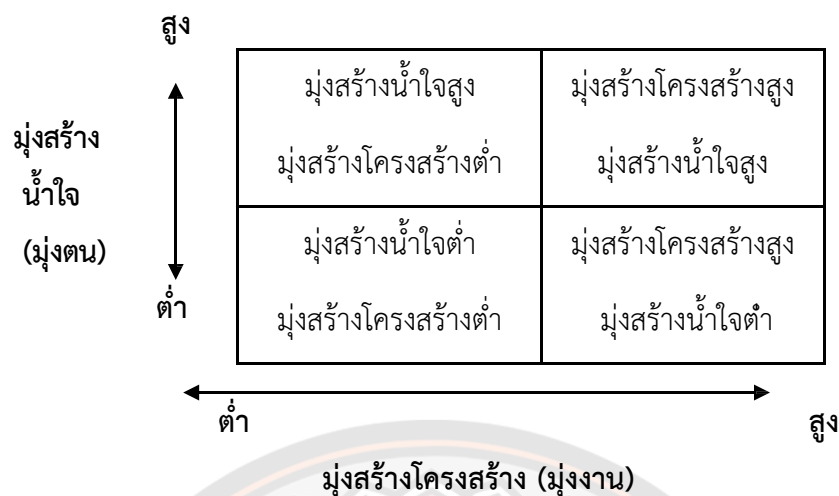 สูง
มุ่งสร้าง
น้ำใจ
(มุ่งตน)
ต่ำ
มุ่งสร้างน้ำใจสูง
มุ่งสร้างโครงสร้างต่ำ
มุ่งสร้างโครงสร้างสูง
มุ่งสร้างน้ำใจสูง
มุ่งสร้างน้ำใจต่ำ
มุ่งสร้างโครงสร้างต่ำ
มุ่งสร้างโครงสร้างสูง
มุ่งสร้างน้ำใจตํา
ต่ำ
สูง
มุ่งสร้างโครงสร้าง (มุ่งงาน)